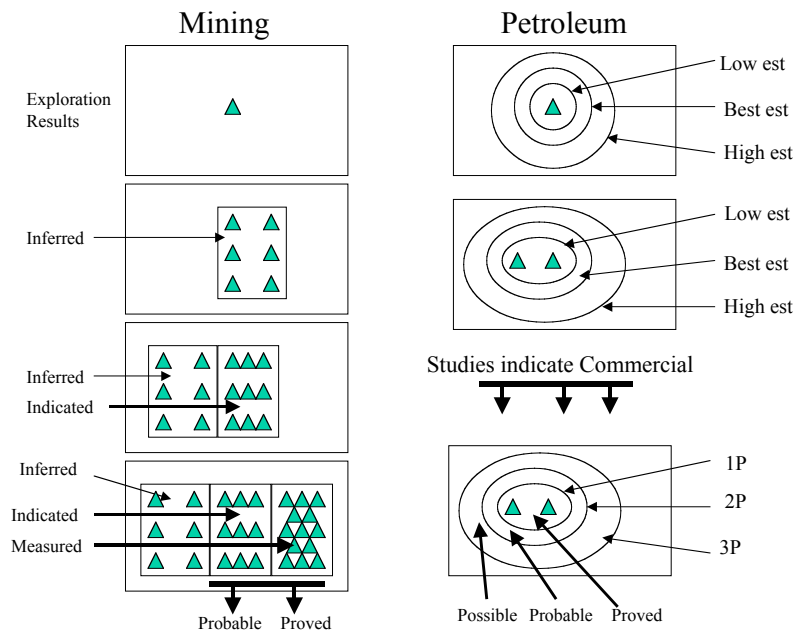 Mining
Exploration
Results
Inferred
Inferred
Indicated
Inferred
Indicated
Measured
Probable Proved
Petroleum
Low est
Best est
High est
Low est
Best est
High est
Studies indicate Commercial
1P
2P
3P
Possible Probable Proved